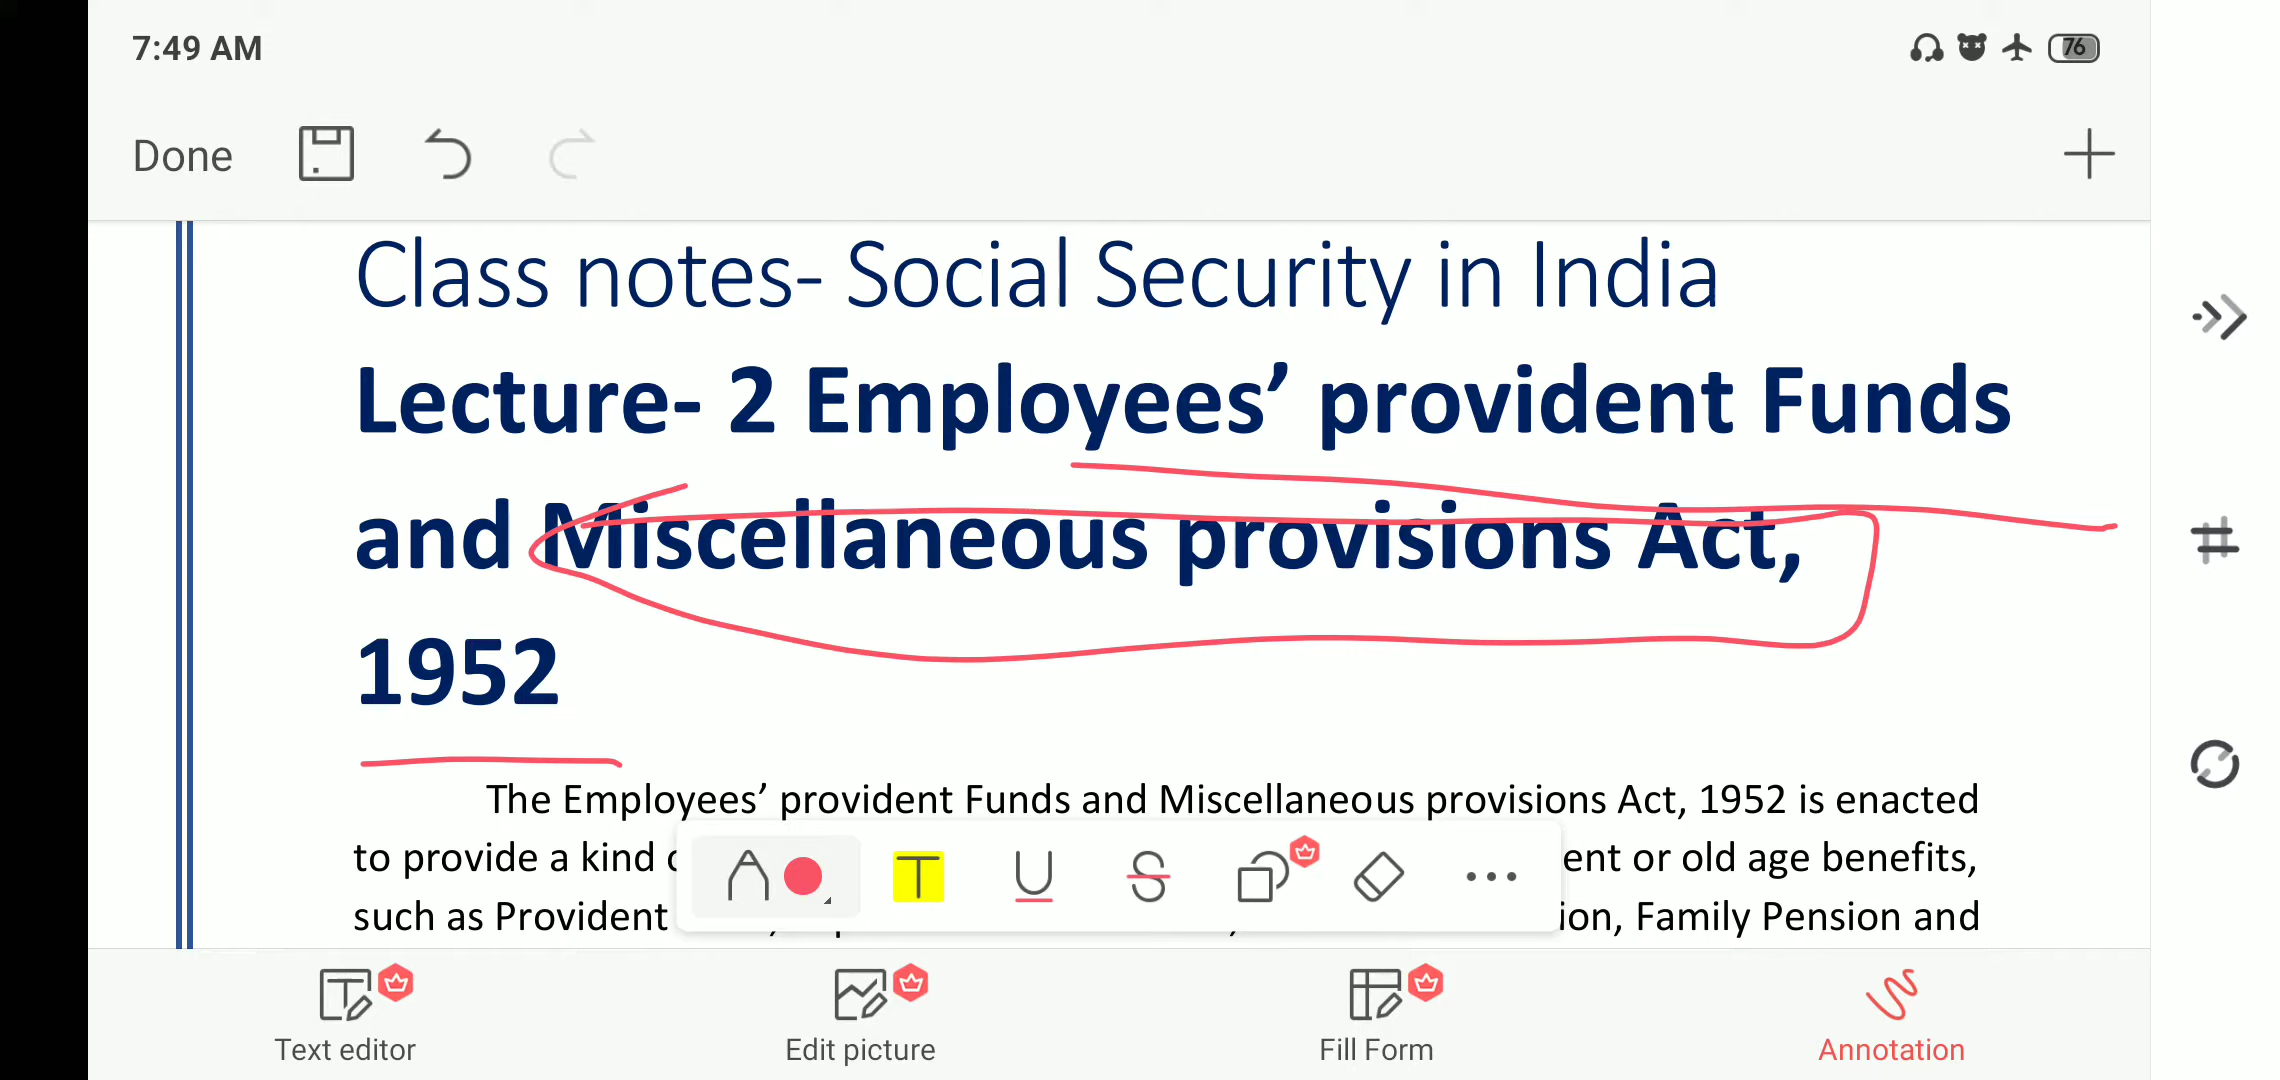 7:49 AM
76
Done
Class notes- Social Security in India
Lecture- 2 Employees’ provident Funds
and Miscellaneous provisions Act,
1952
The Employees’ provident Funds and Miscellaneous provisions Act, 1952 is enacted
to provide a kind ent or old age benefits,
such as Provident ion, Family Pension and
T U S
Text editor
Edit picture
Fill Form
Annotation